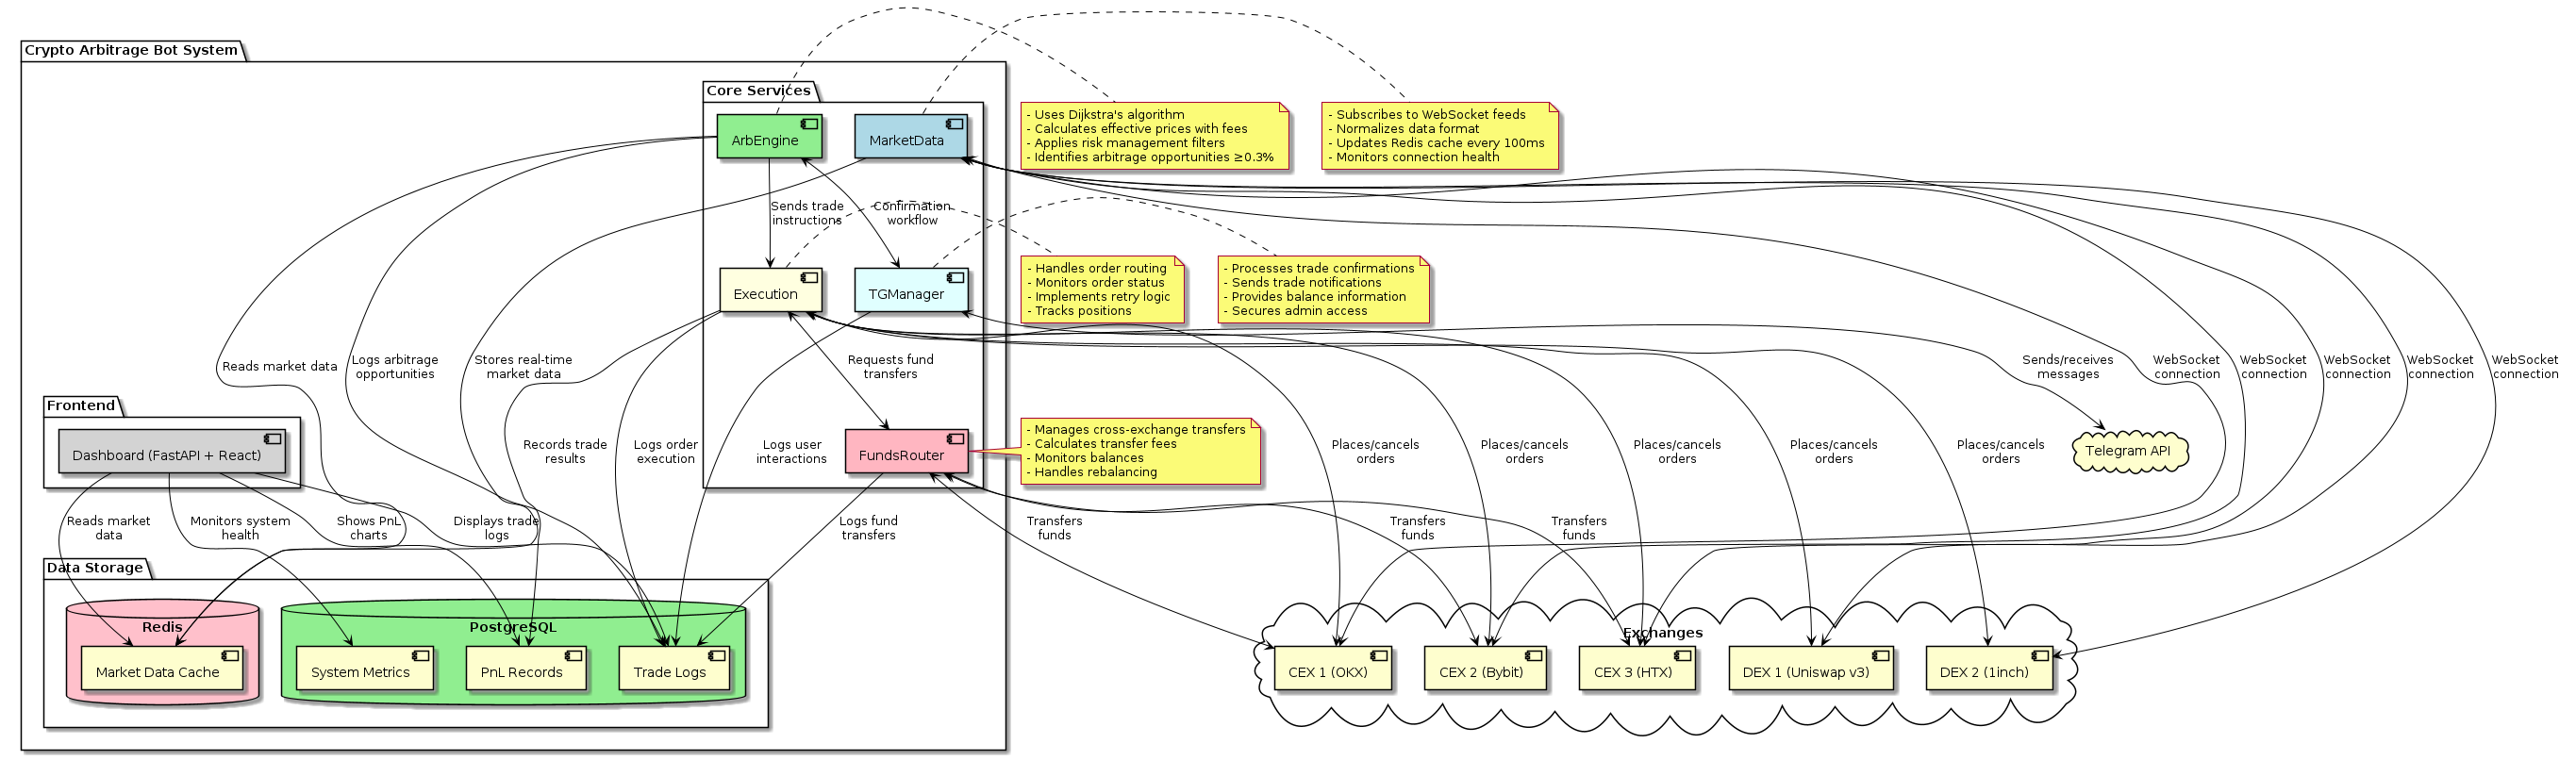 Crypto Arbitrage Bot System
Core Services
ArbEngine
MarketData
- Uses Dijkstra's algorithm
- Calculates effective prices with fees
- Applies risk management filters
- Identifies arbitrage opportunities ≥0.3%
- Subscribes to WebSocket feeds
- Normalizes data format
- Updates Redis cache every 100ms
- Monitors connection health
Sends trade
instructions
Confirmation
workflow
Execution
TGManager
- Handles order routing
- Monitors order status
- Implements retry logic
- Tracks positions
- Processes trade confirmations
- Sends trade notifications
- Provides balance information
- Secures admin access
Reads market data
Logs arbitrage
opportunities
Stores real-time
market data
Requests fund
transfers
Sends/receives
messages
WebSocket
connection
WebSocket
connection
WebSocket
connection
WebSocket
connection
WebSocket
connection
Frontend
Dashboard (FastAPI + React)
Records trade
results
Logs order
execution
Logs user
interactions
FundsRouter
- Manages cross-exchange transfers
- Calculates transfer fees
- Monitors balances
- Handles rebalancing
Places/cancels
orders
Places/cancels
orders
Places/cancels
orders
Places/cancels
orders
Places/cancels
orders
Telegram API
Reads market
data
Monitors system
health
Shows PnL
charts
Displays trade
logs
Logs fund
transfers
Transfers
funds
Transfers
funds
Transfers
funds
Data Storage
Redis
Market Data Cache
PostgreSQL
System Metrics
PnL Records
Trade Logs
Exchanges
CEX 1 (OKX)
CEX 2 (Bybit)
CEX 3 (HTX)
DEX 1 (Uniswap v3)
DEX 2 (1inch)